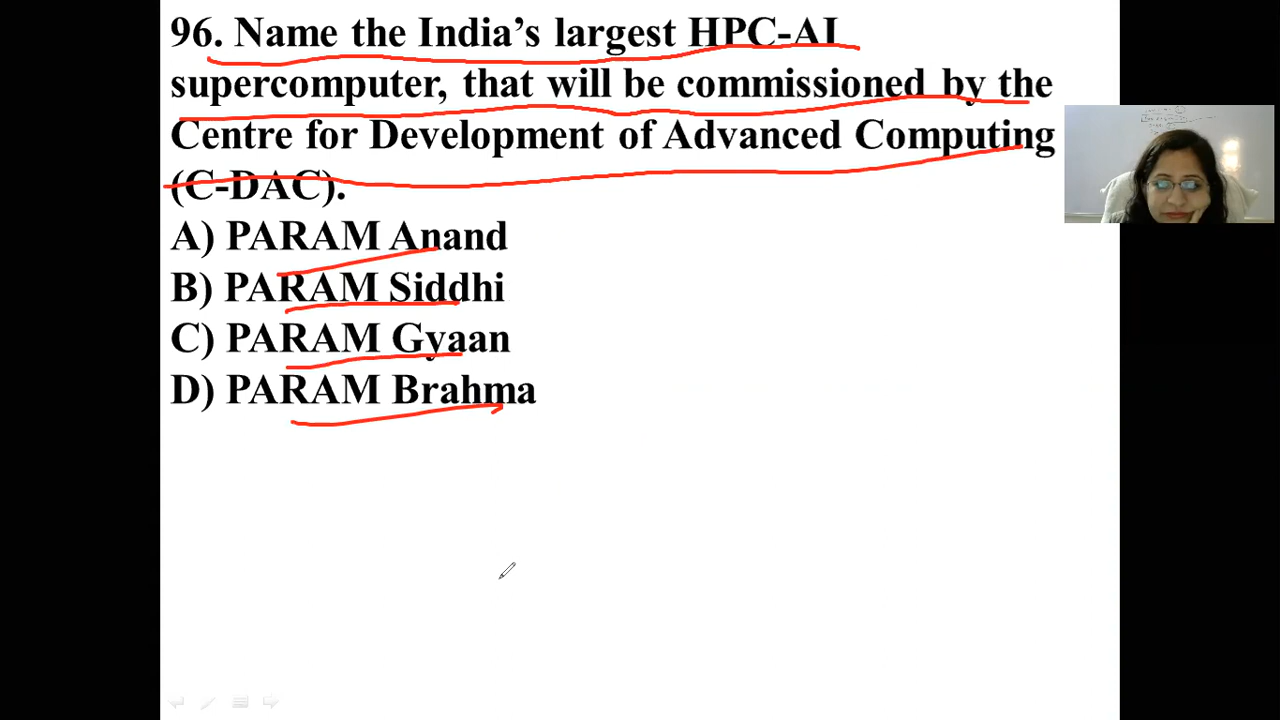 96. Name the India’s largest HPC-AI
supercomputer, that will be commissioned by the
Centre for Development of Advanced Computing
(C-DAC).
A) PARAM Anand
B) PARAM Siddhi
C) PARAM Gyaan
D) PARAM Brahma